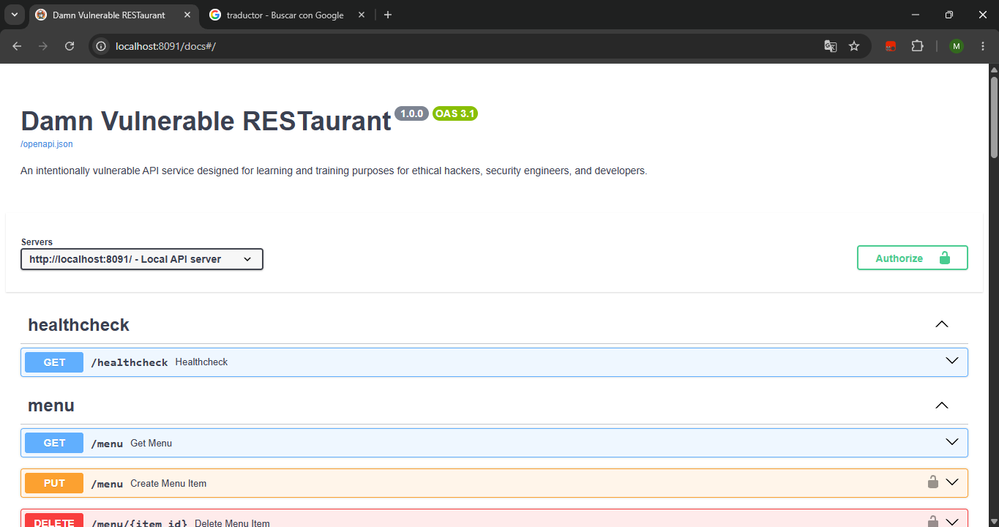 Damn Vulnerable RESTaurant
traductor - Buscar con Google
localhost:8091/docs#/
M
Damn Vulnerable RESTaurant 1.0.0 OAS 3.1
/openapi.json
An intentionally vulnerable API service designed for learning and training purposes for ethical hackers, security engineers, and developers.
Servers
http://localhost:8091/ - Local API server
Authorize
healthcheck
GET /healthcheck Healthcheck
menu
GET /menu Get Menu
PUT /menu Create Menu Item
DELETE /menu/{item_id} Delete Menu Item